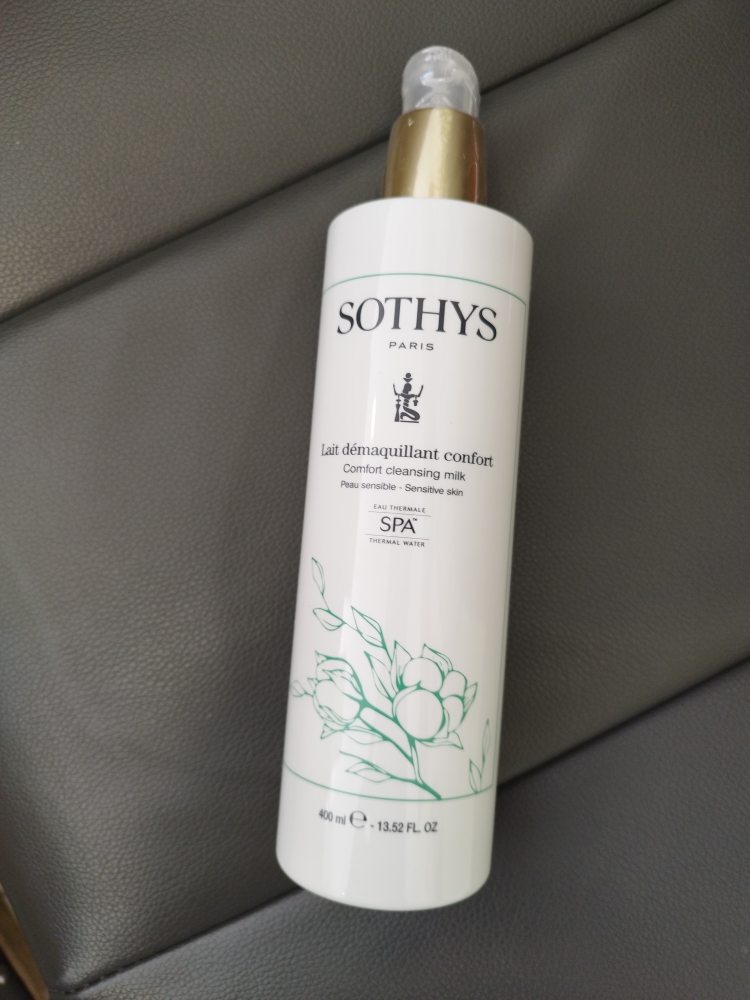 SOTHYS
PARIS
Lait démaquillant confort
Comfort cleansing milk
Peau sensible - Sensitive skin
EAU THERMALE
SPA™
THERMAL WATER
400 ml ℮ - 13.52 FL. OZ